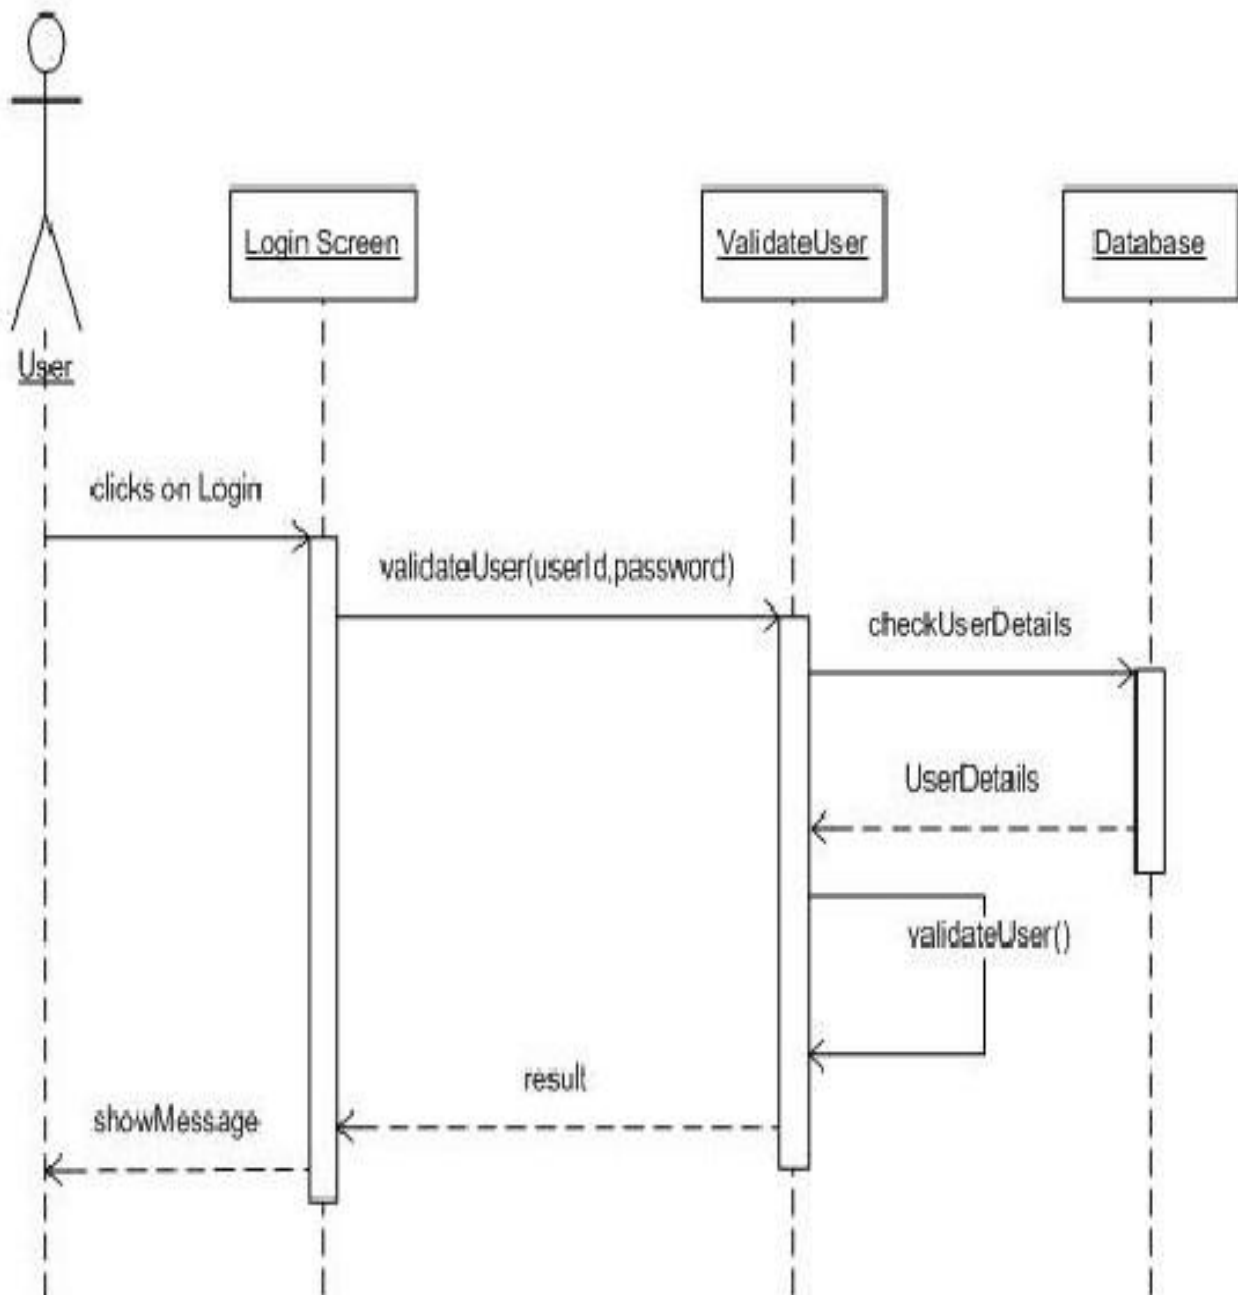 Login Screen
ValidateUser
Database
User
clicks on Login
validateUser(userId,password)
checkUserDetails
UserDetails
validateUser()
result
showMessage